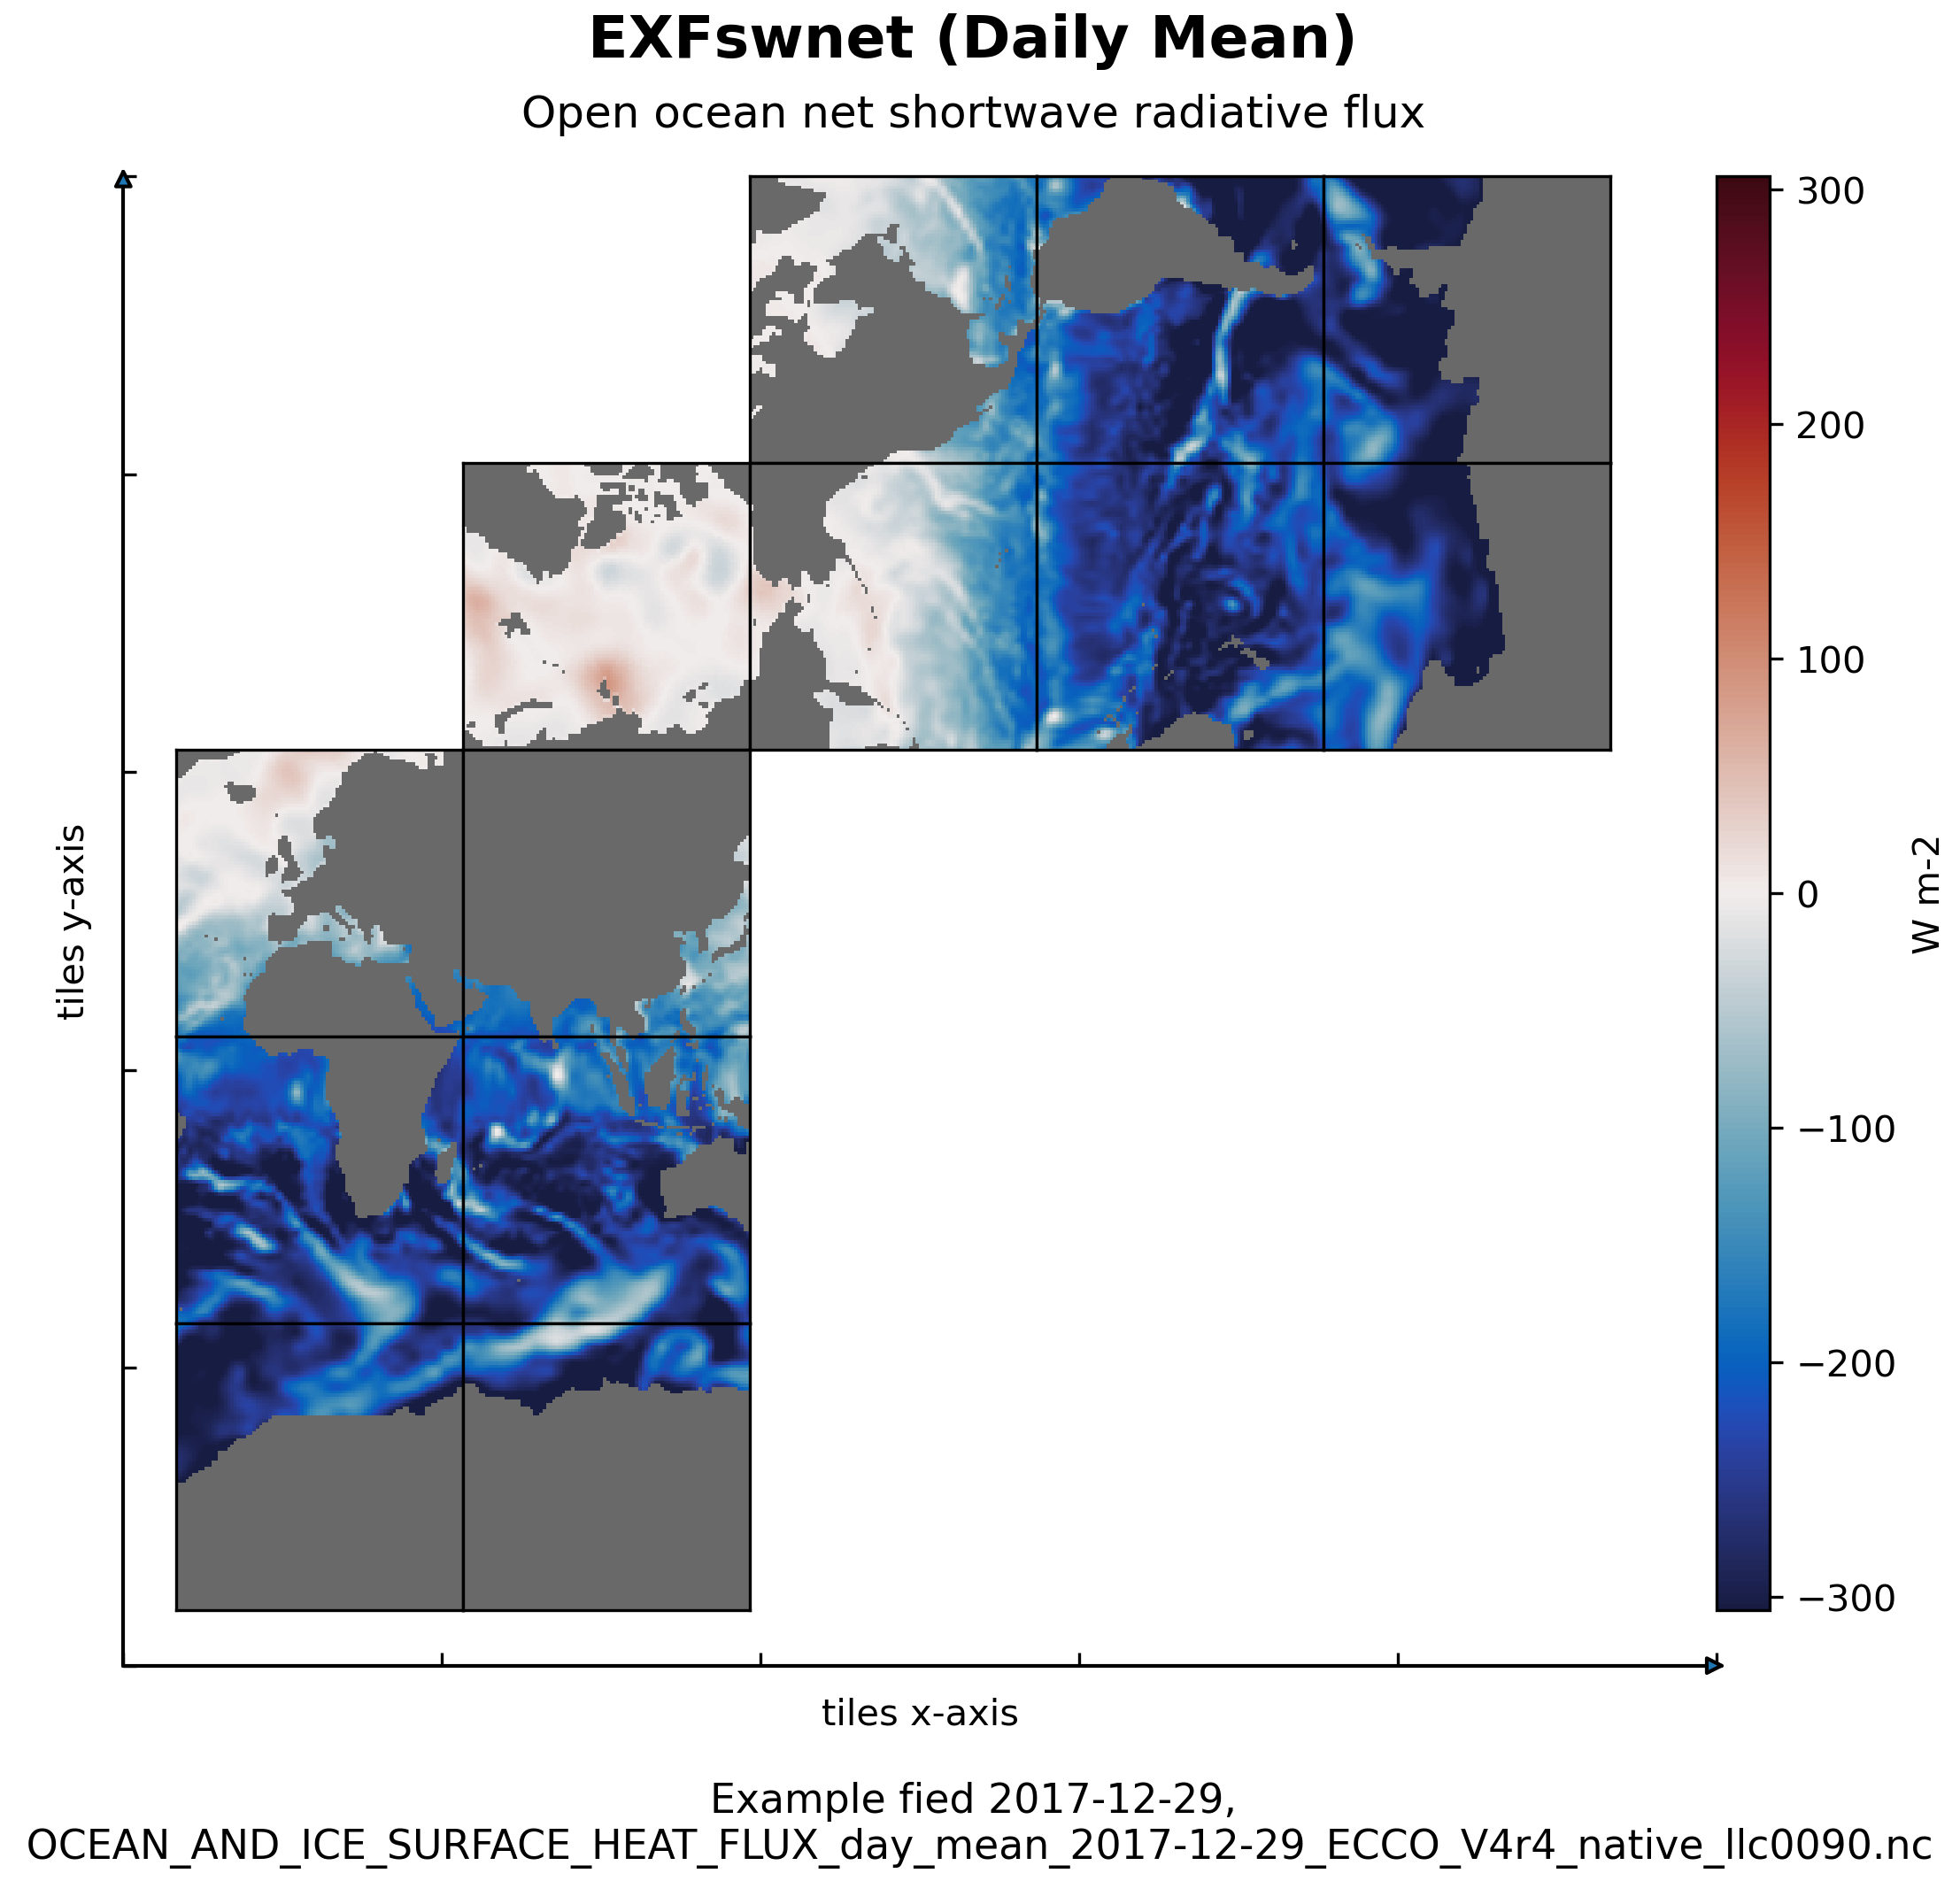 EXFswnet (Daily Mean)
Open ocean net shortwave radiative flux
300
200
100
0
−100
−200
−300
W m-2
tiles y-axis
tiles x-axis
Example fied 2017-12-29,
OCEAN_AND_ICE_SURFACE_HEAT_FLUX_day_mean_2017-12-29_ECCO_V4r4_native_llc0090.nc